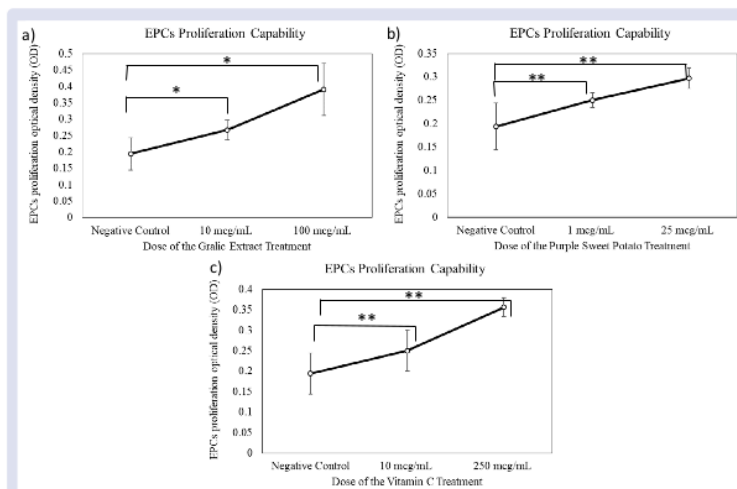 a)
EPCs Proliferation Capability
EPCs proliferation optical density (OD)
0.5
0.45
0.4
0.35
0.3
0.25
0.2
0.15
0.1
0.05
0
*
*
Negative Control 10 mcg/mL 100 mcg/mL
Dose of the Gralic Extract Treatment
b)
EPCs Proliferation Capability
EPCs proliferation optical density (OD)
0.35
0.3
0.25
0.2
0.15
0.1
0.05
0
**
**
Negative Control 1 mcg/mL 25 mcg/mL
Dose of the Purple Sweet Potato Treatment
c)
EPCs Proliferation Capability
EPCs proliferation optical density (OD)
0.4
0.35
0.3
0.25
0.2
0.15
0.1
0.05
0
**
**
Negative Control 10 mcg/mL 250 mcg/mL
Dose of the Vitamin C Treatment